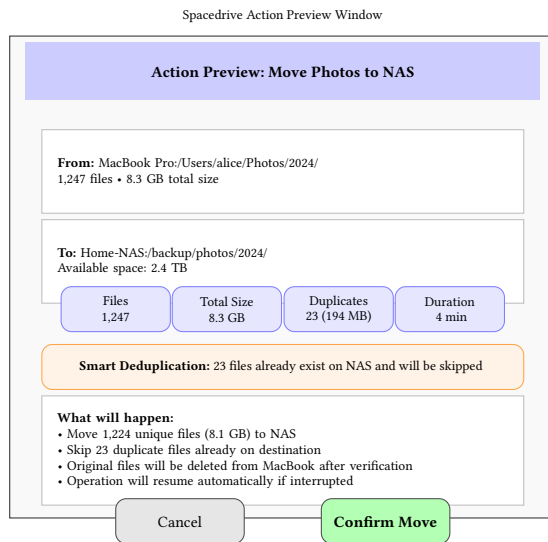 Spacedrive Action Preview Window
Action Preview: Move Photos to NAS
From: MacBook Pro:/Users/alice/Photos/2024/
1,247 files • 8.3 GB total size
To: Home-NAS:/backup/photos/2024/
Available space: 2.4 TB
Files
1,247
Total Size
8.3 GB
Duplicates
23 (194 MB)
Duration
4 min
Smart Deduplication: 23 files already exist on NAS and will be skipped
What will happen:
• Move 1,224 unique files (8.1 GB) to NAS
• Skip 23 duplicate files already on destination
• Original files will be deleted from MacBook after verification
• Operation will resume automatically if interrupted
Cancel
Confirm Move